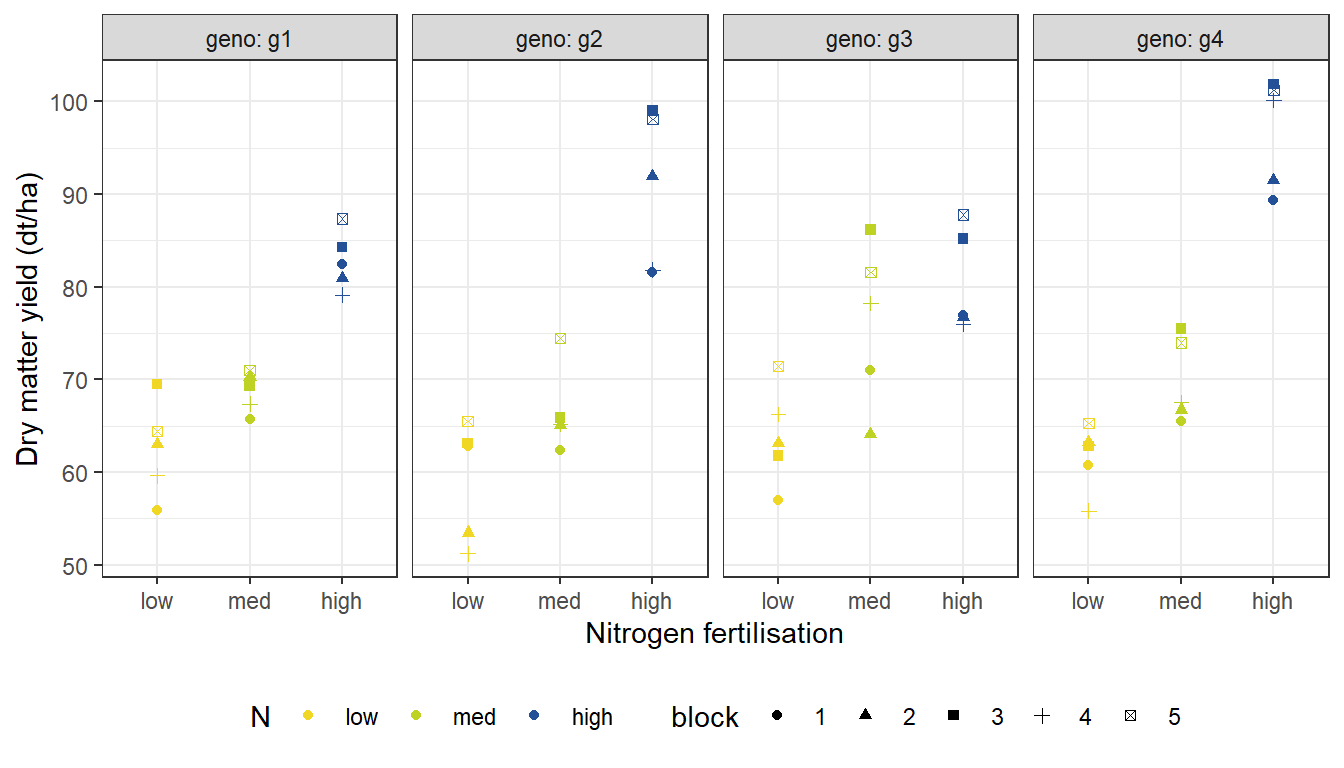 geno: g1 geno: g2 geno: g3 geno: g4
Dry matter yield (dt/ha)
100
90
80
70
60
50
low med high low med high low med high low med high
Nitrogen fertilisation
N low med high block 1 2 3 4 5